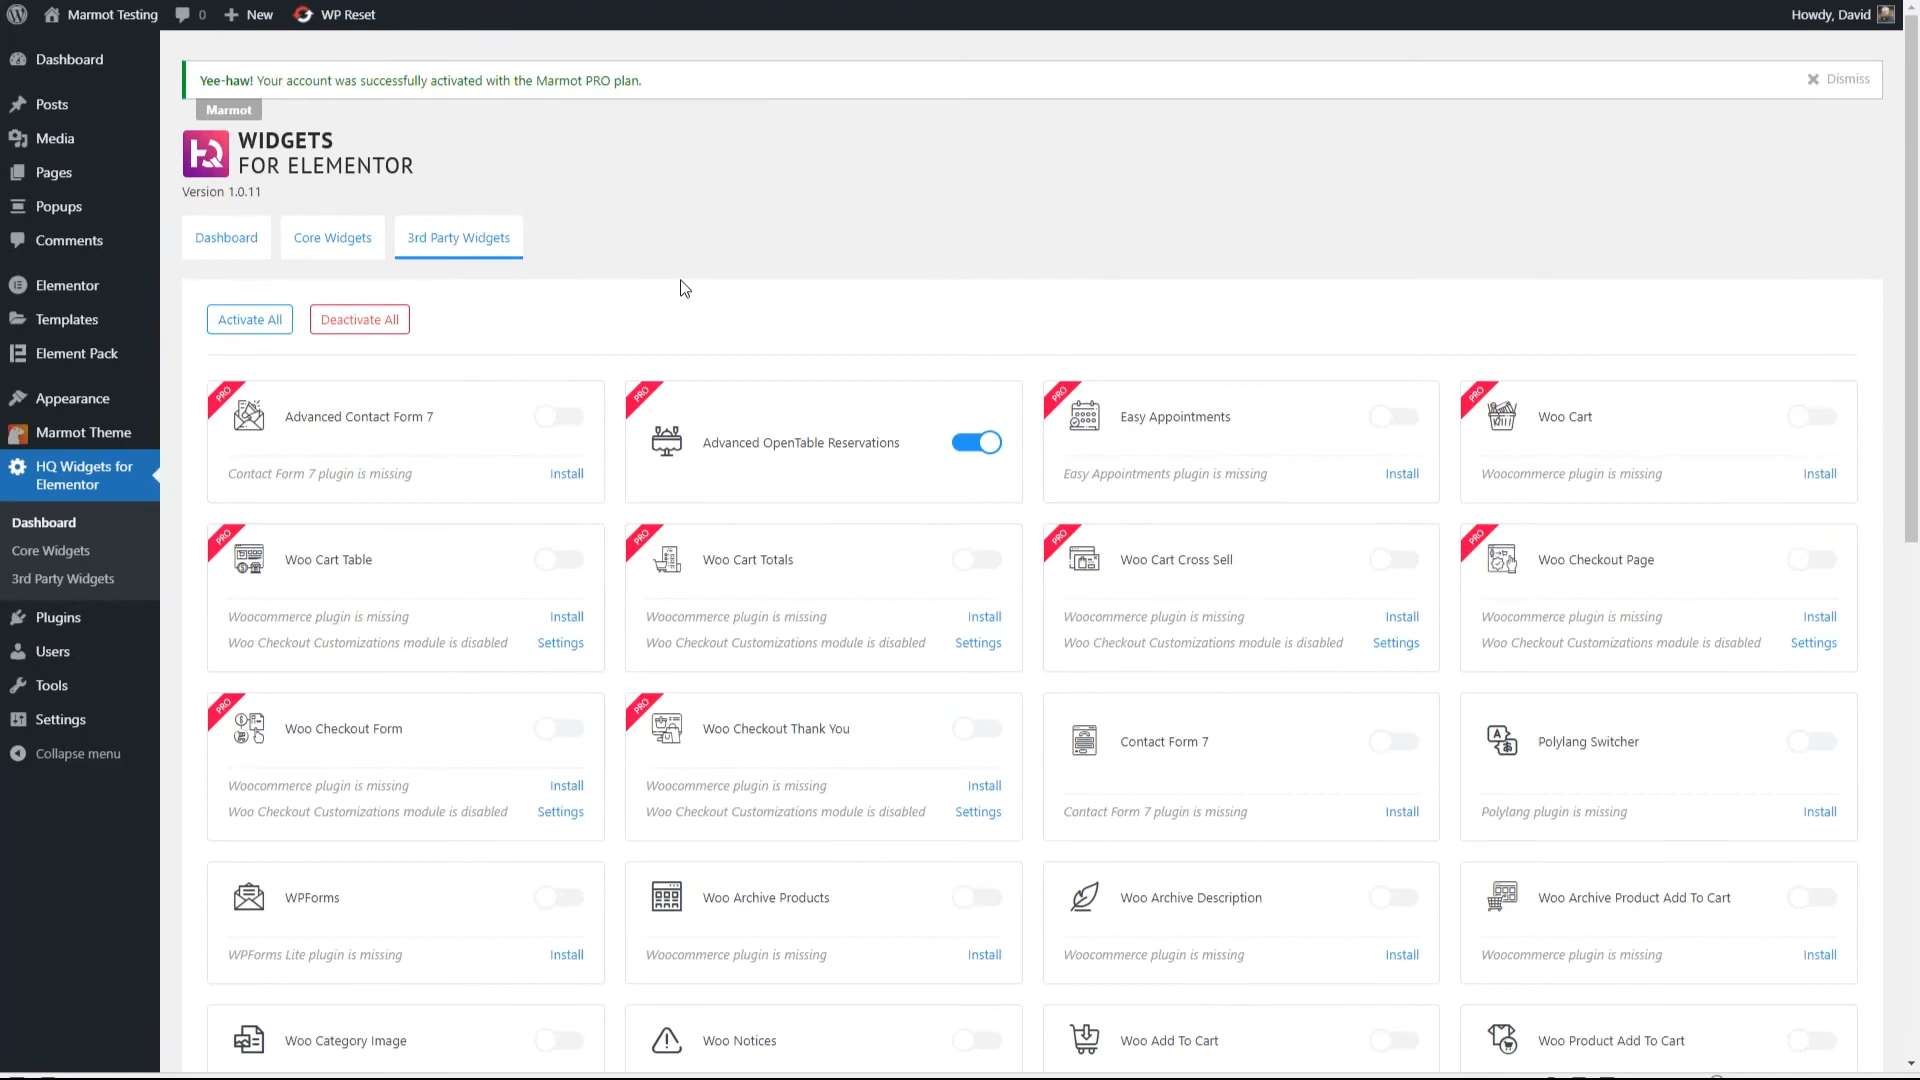 Marmot Testing 0 New WP Reset Howdy, David
Dashboard
Posts
Media
Pages
Popups
Comments
Elementor
Templates
Element Pack
Appearance
Marmot Theme
HQ Widgets for
Elementor
Dashboard
Core Widgets
3rd Party Widgets
Plugins
Users
Tools
Settings
Collapse menu
Yee-haw! Your account was successfully activated with the Marmot PRO plan. Dismiss
Marmot
HQ WIDGETS
FOR ELEMENTOR
Version 1.0.11
Dashboard Core Widgets 3rd Party Widgets
Activate All Deactivate All
PRO Advanced Contact Form 7
Contact Form 7 plugin is missing Install
PRO Advanced OpenTable Reservations
PRO Easy Appointments
Easy Appointments plugin is missing Install
PRO Woo Cart
Woocommerce plugin is missing Install
PRO Woo Cart Table
Woocommerce plugin is missing Install
Woo Checkout Customizations module is disabled Settings
PRO Woo Cart Totals
Woocommerce plugin is missing Install
Woo Checkout Customizations module is disabled Settings
PRO Woo Cart Cross Sell
Woocommerce plugin is missing Install
Woo Checkout Customizations module is disabled Settings
PRO Woo Checkout Page
Woocommerce plugin is missing Install
Woo Checkout Customizations module is disabled Settings
PRO Woo Checkout Form
Woocommerce plugin is missing Install
Woo Checkout Customizations module is disabled Settings
PRO Woo Checkout Thank You
Woocommerce plugin is missing Install
Woo Checkout Customizations module is disabled Settings
Contact Form 7
Contact Form 7 plugin is missing Install
Polylang Switcher
Polylang plugin is missing Install
WPForms
WPForms Lite plugin is missing Install
Woo Archive Products
Woocommerce plugin is missing Install
Woo Archive Description
Woocommerce plugin is missing Install
Woo Archive Product Add To Cart
Woocommerce plugin is missing Install
Woo Category Image
Woo Notices
Woo Add To Cart
Woo Product Add To Cart